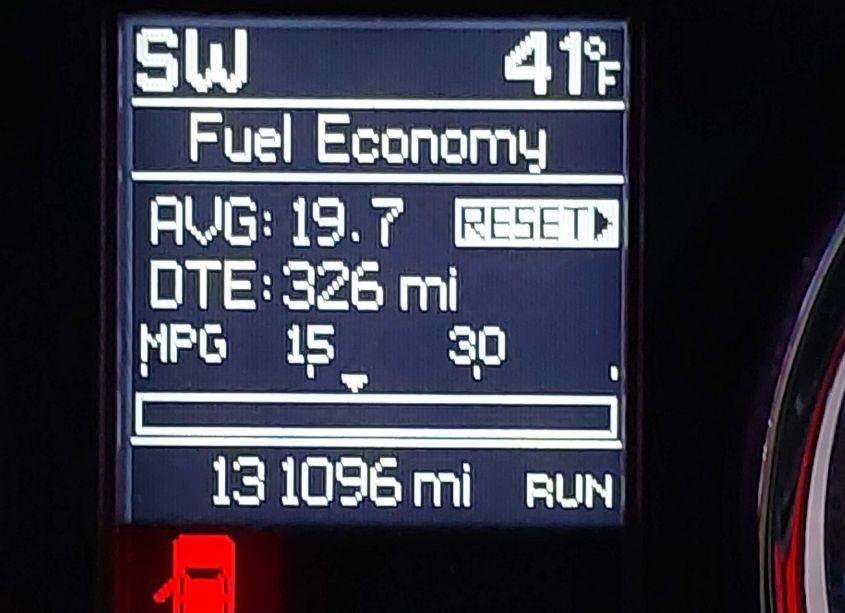 SW 41°F
Fuel Economy
AVG: 19.7 RESET
DTE: 326 mi
MPG 15 30
131096 mi RUN